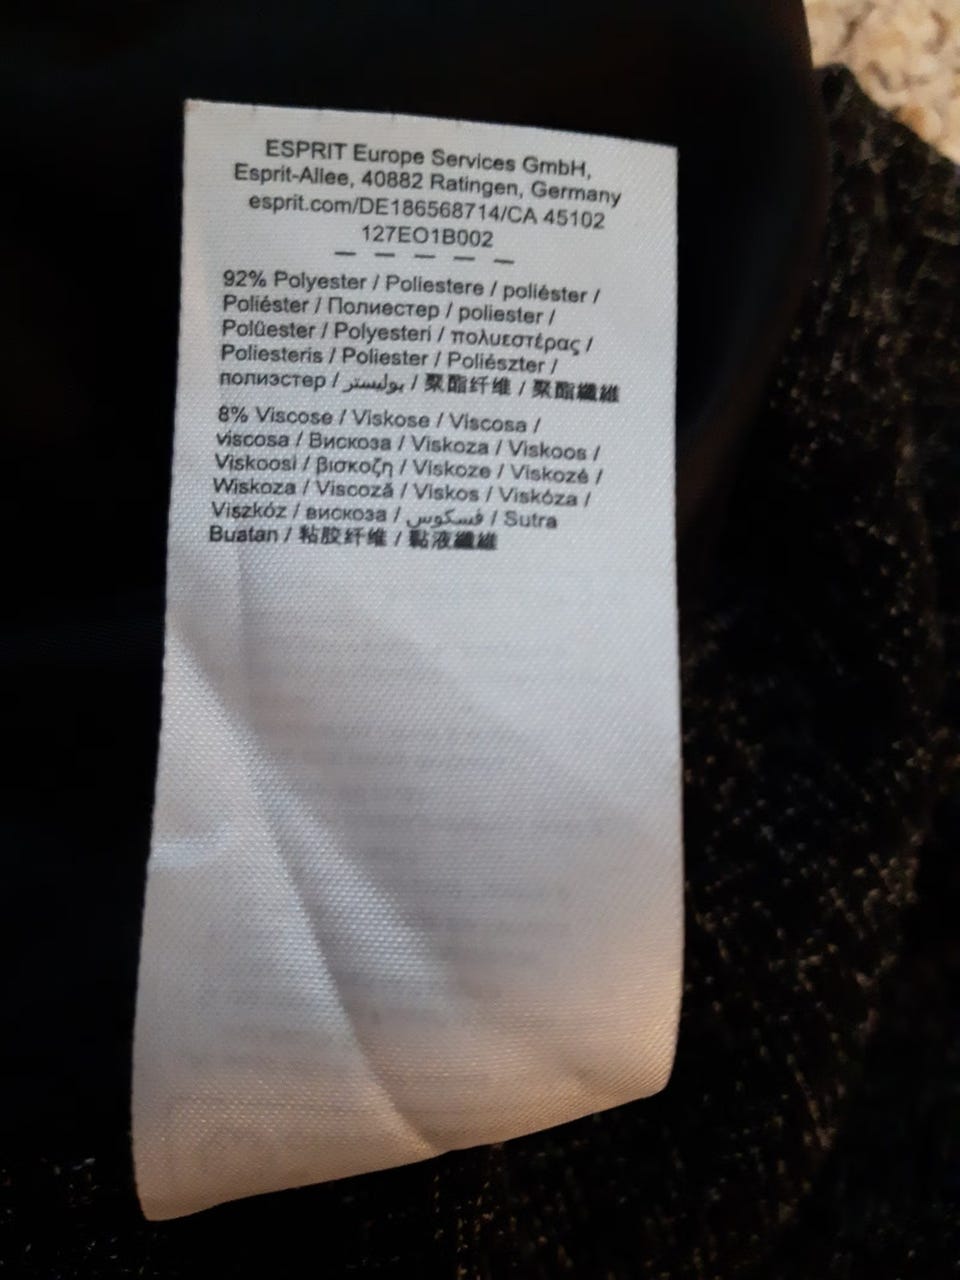 ESPRIT Europe Services GmbH,
Esprit-Allee, 40882 Ratingen, Germany
esprit.com/DE186568714/CA 45102
127EO1B002
92% Polyester / Poliestere / poliéster /
Poliéster / Полиестер / poliester /
Polüester / Polyesteri / πολυεστέρας /
Poliesteris / Poliester / Poliészter /
полиэстер / بوليستر / 聚酯纤维 / 聚酯纖維
8% Viscose / Viskose / Viscosa /
viscosa / Вискоза / Viskoza / Viskoos /
Viskoosi / βισκοζη / Viskoze / Viskozė /
Wiskoza / Viscoză / Viskos / Viskóza /
Viszkóz / вискоза / فسكوس / Sutra
Buatan / 粘胶纤维 / 黏液纖維